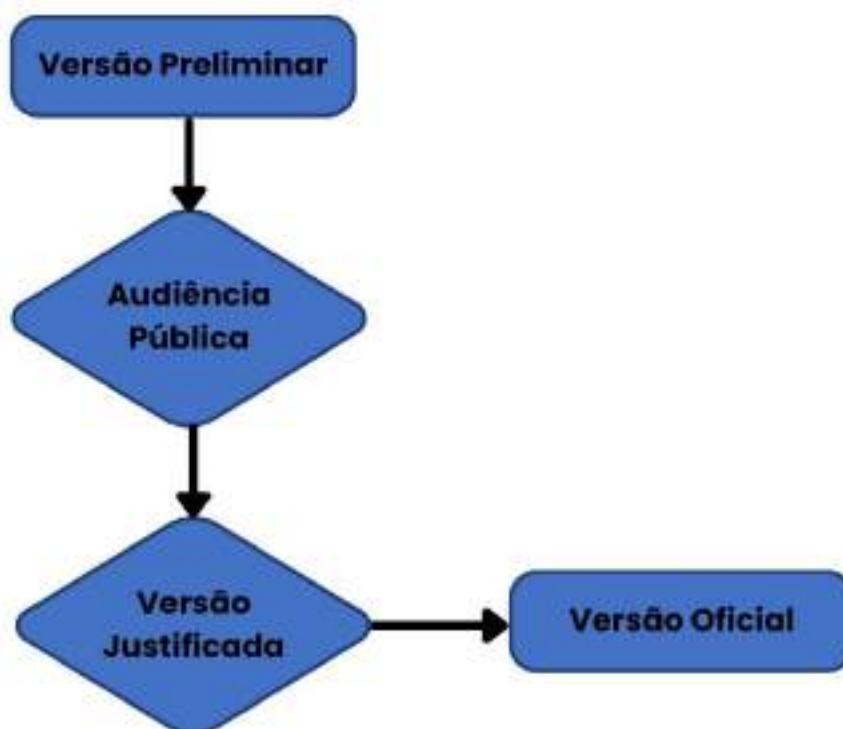 Versão Preliminar
Audiência
Pública
Versão
Justificada
Versão Oficial